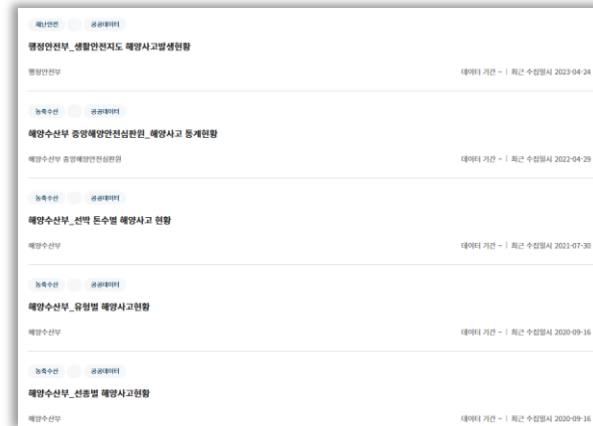 재난안전 공공데이터
행정안전부_생활안전지도 해양사고발생현황
행정안전부 데이터 기간 ~ | 최근 수집일시 2023-04-24
농축수산 공공데이터
해양수산부 중앙해양안전심판원_해양사고 통계현황
해양수산부 중앙해양안전심판원 데이터 기간 ~ | 최근 수집일시 2022-04-29
농축수산 공공데이터
해양수산부_선박 톤수별 해양사고 현황
해양수산부 데이터 기간 ~ | 최근 수집일시 2021-07-30
농축수산 공공데이터
해양수산부_유형별 해양사고현황
해양수산부 데이터 기간 ~ | 최근 수집일시 2020-09-16
농축수산 공공데이터
해양수산부_선종별 해양사고현황
해양수산부 데이터 기간 ~ | 최근 수집일시 2020-09-16